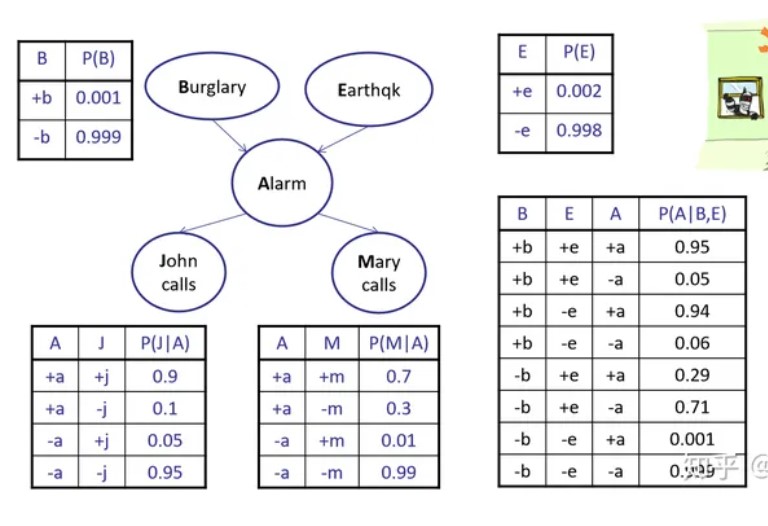 B P(B)
+b 0.001
-b 0.999
Burglary
Earthqk
E P(E)
+e 0.002
-e 0.998
Alarm
John
calls
Mary
calls
A J P(J|A)
+a +j 0.9
+a -j 0.1
-a +j 0.05
-a -j 0.95
A M P(M|A)
+a +m 0.7
+a -m 0.3
-a +m 0.01
-a -m 0.99
B E A P(A|B,E)
+b +e +a 0.95
+b +e -a 0.05
+b -e +a 0.94
+b -e -a 0.06
-b +e +a 0.29
-b +e -a 0.71
-b -e +a 0.001
-b -e -a 0.999
知乎 @